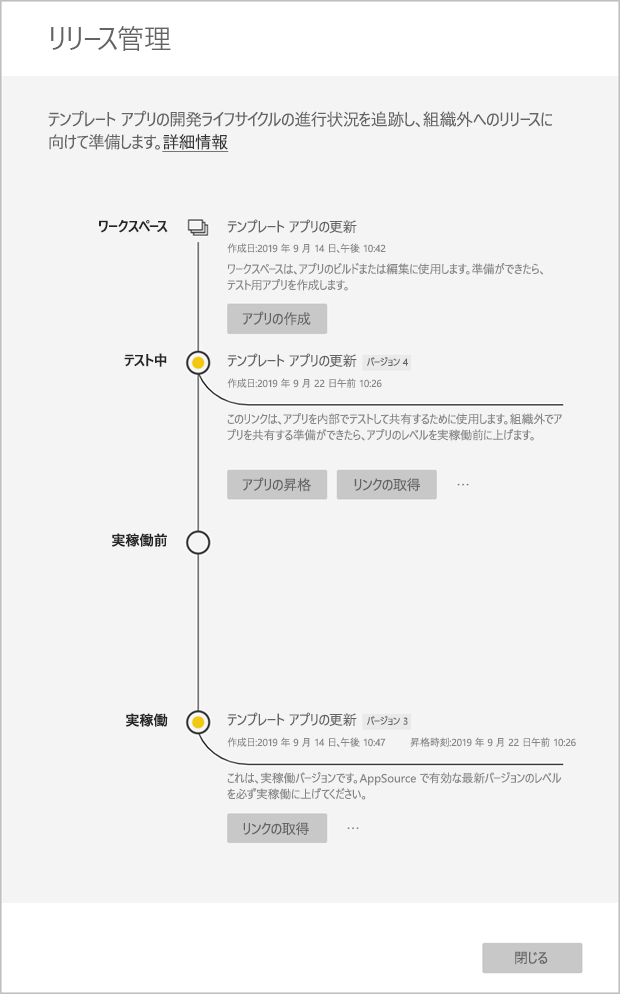 リリース管理
テンプレート アプリの開発ライフサイクルの進行状況を追跡し、組織外へのリリースに
向けて準備します。詳細情報
ワークスペース
テンプレート アプリの更新
作成日:2019 年 9 月 14 日、午後 10:42
ワークスペースは、アプリのビルドまたは編集に使用します。準備ができたら、
テスト用アプリを作成します。
アプリの作成
テスト中
テンプレート アプリの更新 バージョン 4
作成日:2019 年 9 月 22 日午前 10:26
このリンクは、アプリを内部でテストして共有するために使用します。組織外でア
プリを共有する準備ができたら、アプリのレベルを実稼働前に上げます。
アプリの昇格 リンクの取得 …
実稼働前
実稼働
テンプレート アプリの更新 バージョン 3
作成日:2019 年 9 月 14 日、午後 10:47 昇格時刻:2019 年 9 月 22 日午前 10:26
これは、実稼働バージョンです。AppSource で有効な最新バージョンのレベル
を必ず実稼働に上げてください。
リンクの取得 …
閉じる